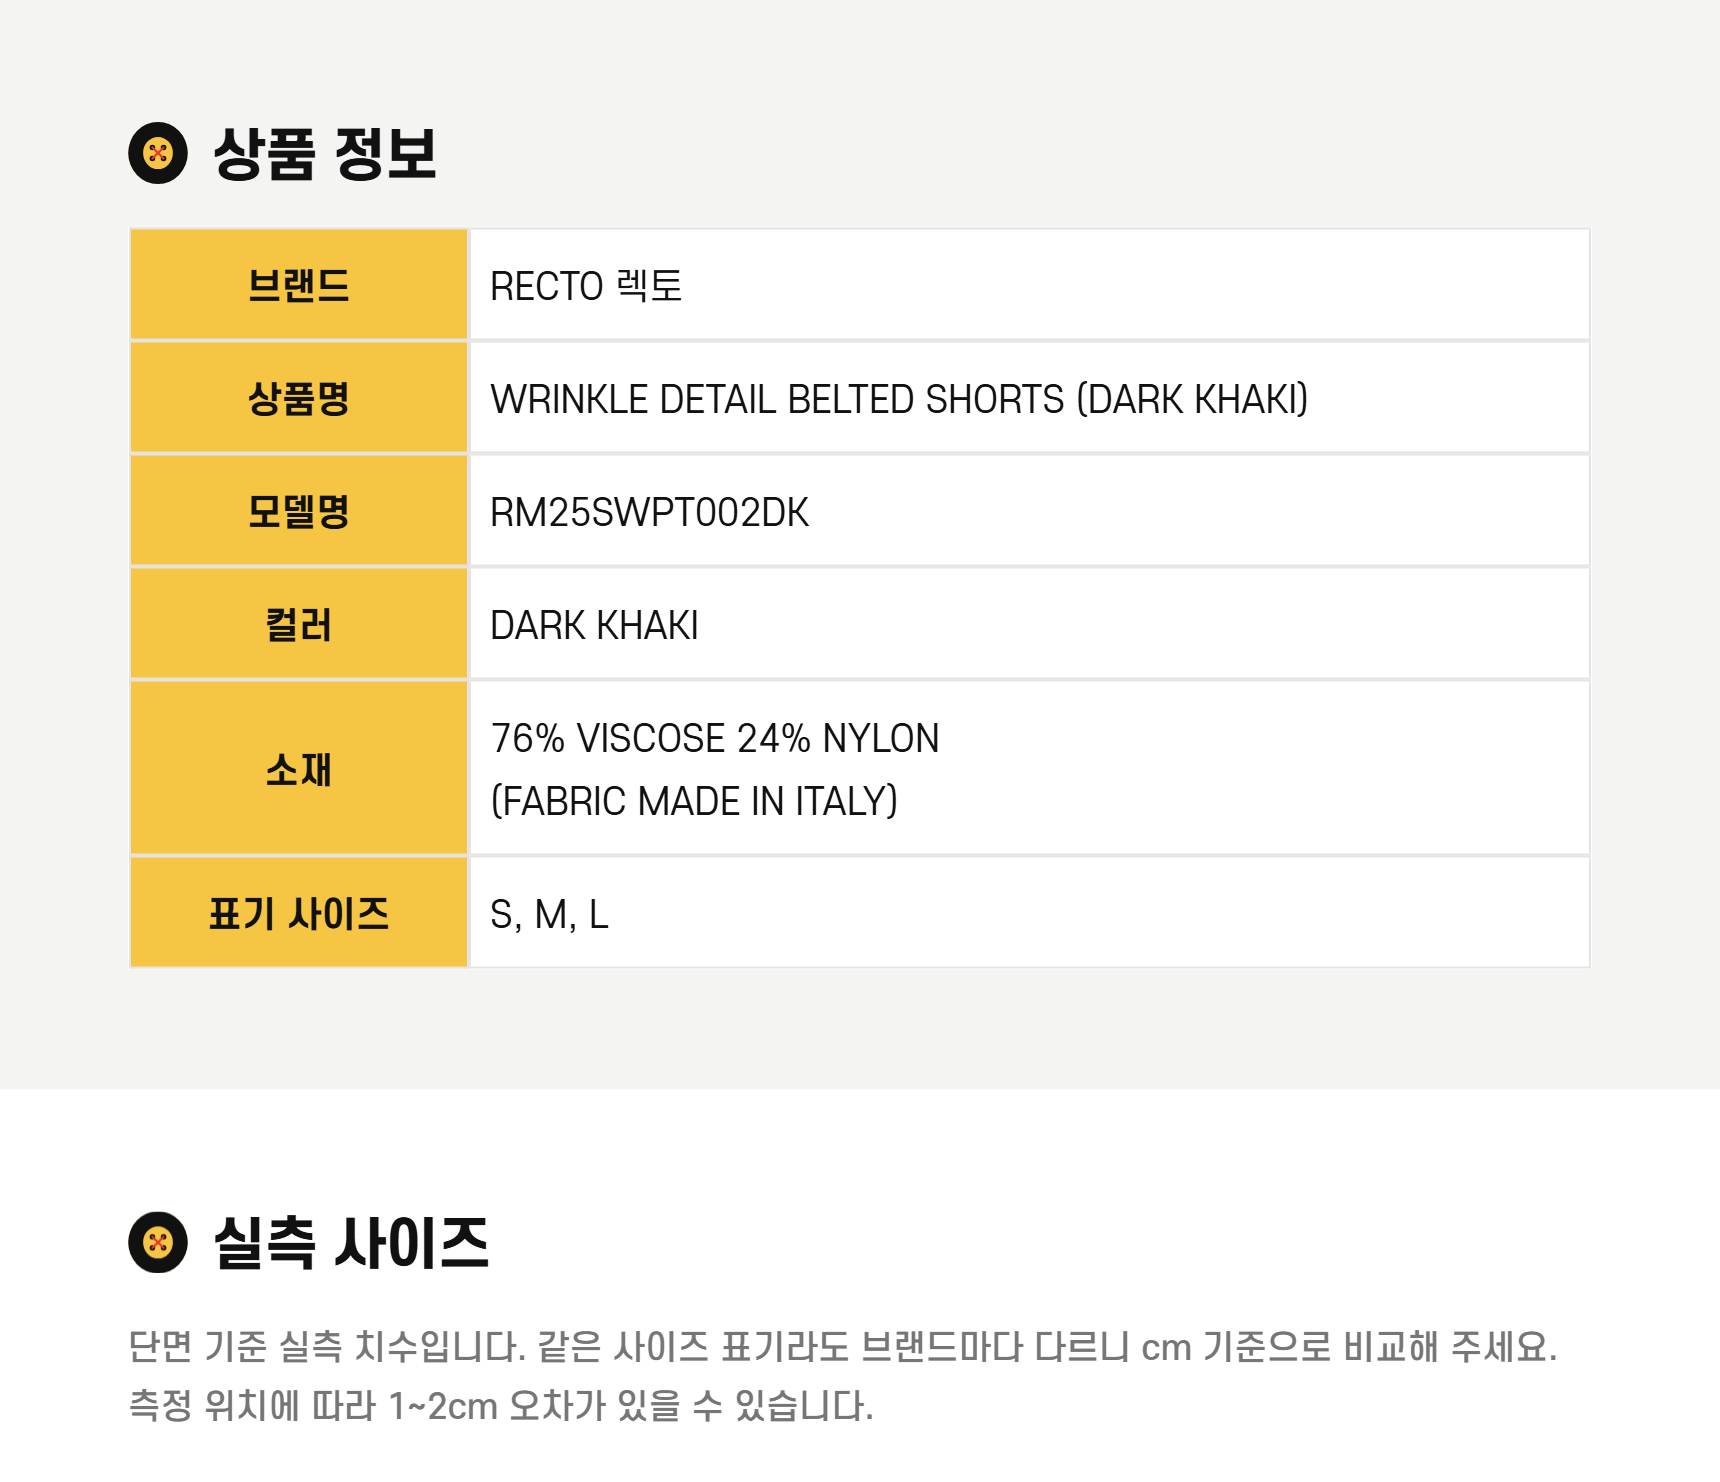 상품 정보
브랜드
RECTO 렉토
상품명
WRINKLE DETAIL BELTED SHORTS (DARK KHAKI)
모델명
RM25SWPT002DK
컬러
DARK KHAKI
소재
76% VISCOSE 24% NYLON
(FABRIC MADE IN ITALY)
표기 사이즈
S, M, L
실측 사이즈
단면 기준 실측 치수입니다. 같은 사이즈 표기라도 브랜드마다 다르니 cm 기준으로 비교해 주세요.
측정 위치에 따라 1~2cm 오차가 있을 수 있습니다.